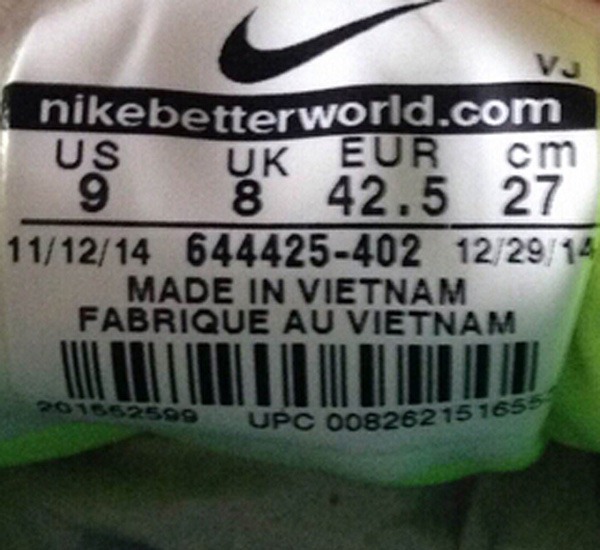 VJ
nikebetterworld.com
US UK EUR cm
9 8 42.5 27
11/12/14 644425-402 12/29/14
MADE IN VIETNAM
FABRIQUE AU VIETNAM
201552599 UPC